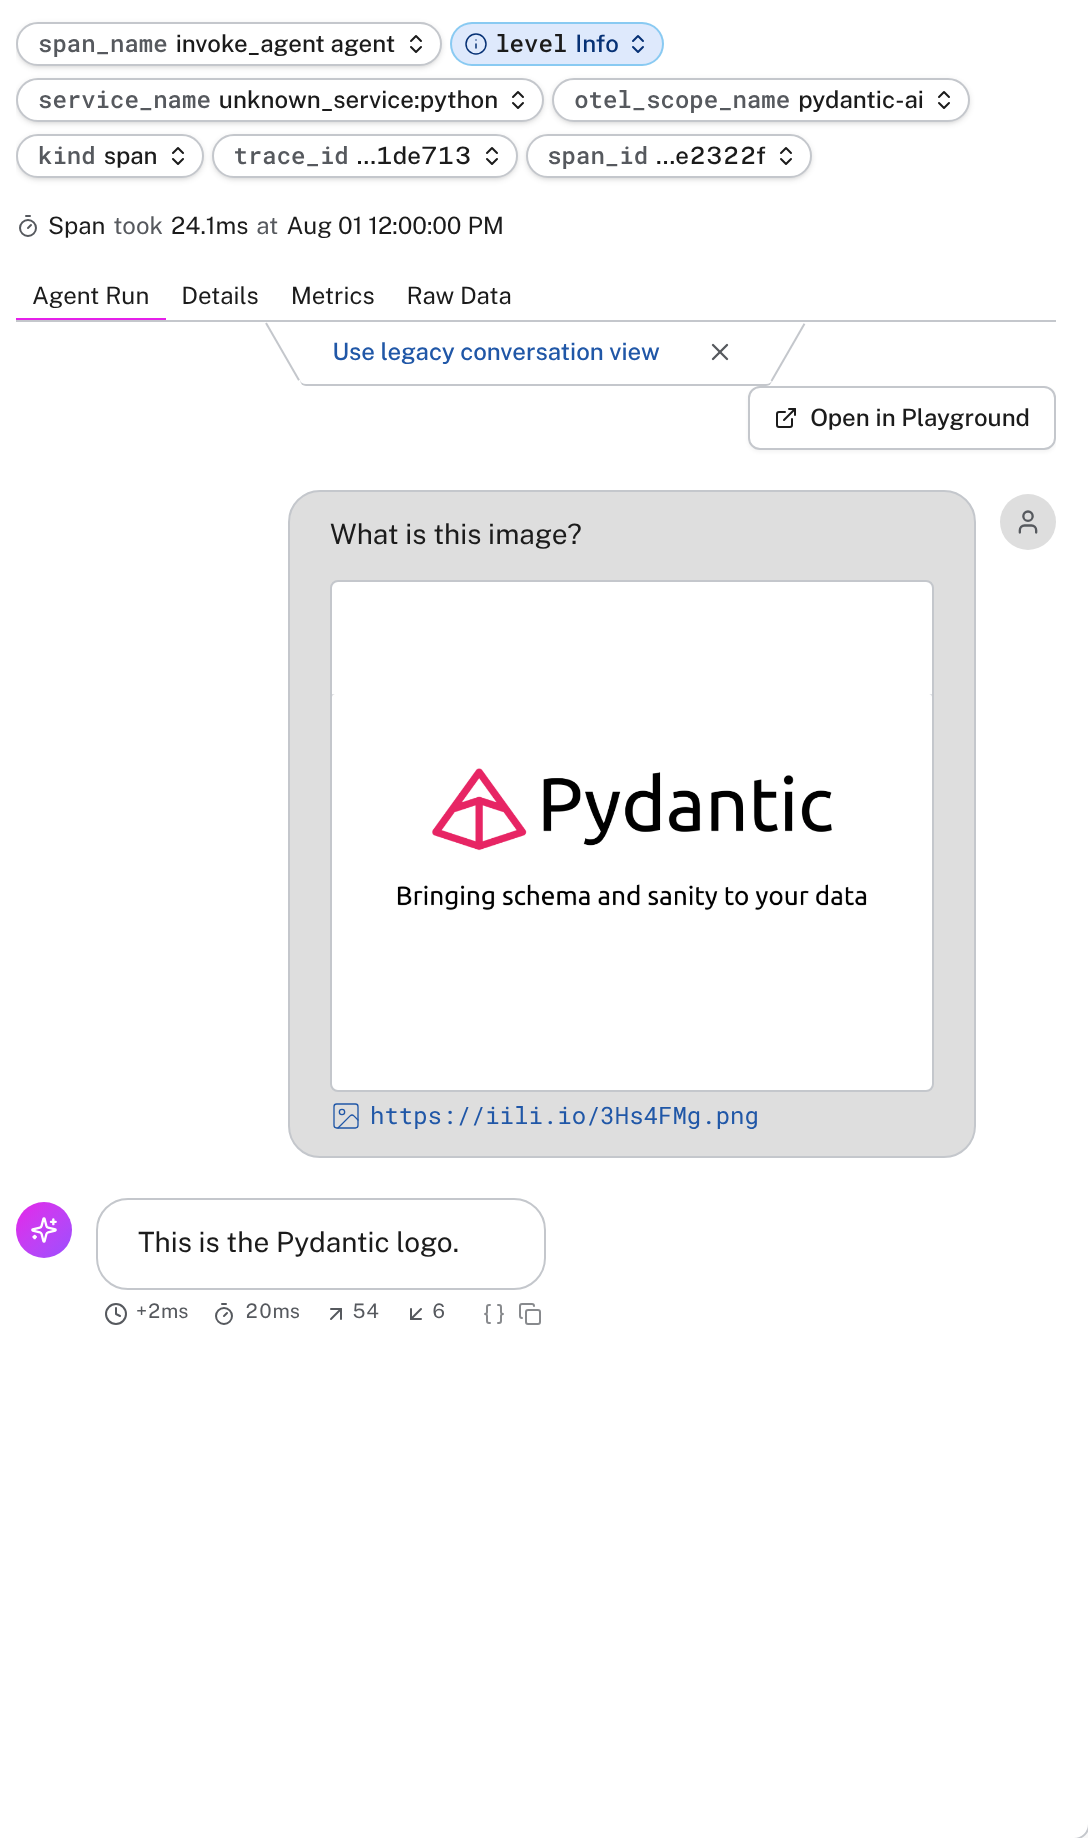 span_name invoke_agent agent level Info
service_name unknown_service:python otel_scope_name pydantic-ai
kind span trace_id ...1de713 span_id ...e2322f
Span took 24.1ms at Aug 01 12:00:00 PM
Agent Run Details Metrics Raw Data
Use legacy conversation view
Open in Playground
What is this image?
Pydantic
Bringing schema and sanity to your data
https://iili.io/3Hs4FMg.png
This is the Pydantic logo.
+2ms 20ms 54 6 {}